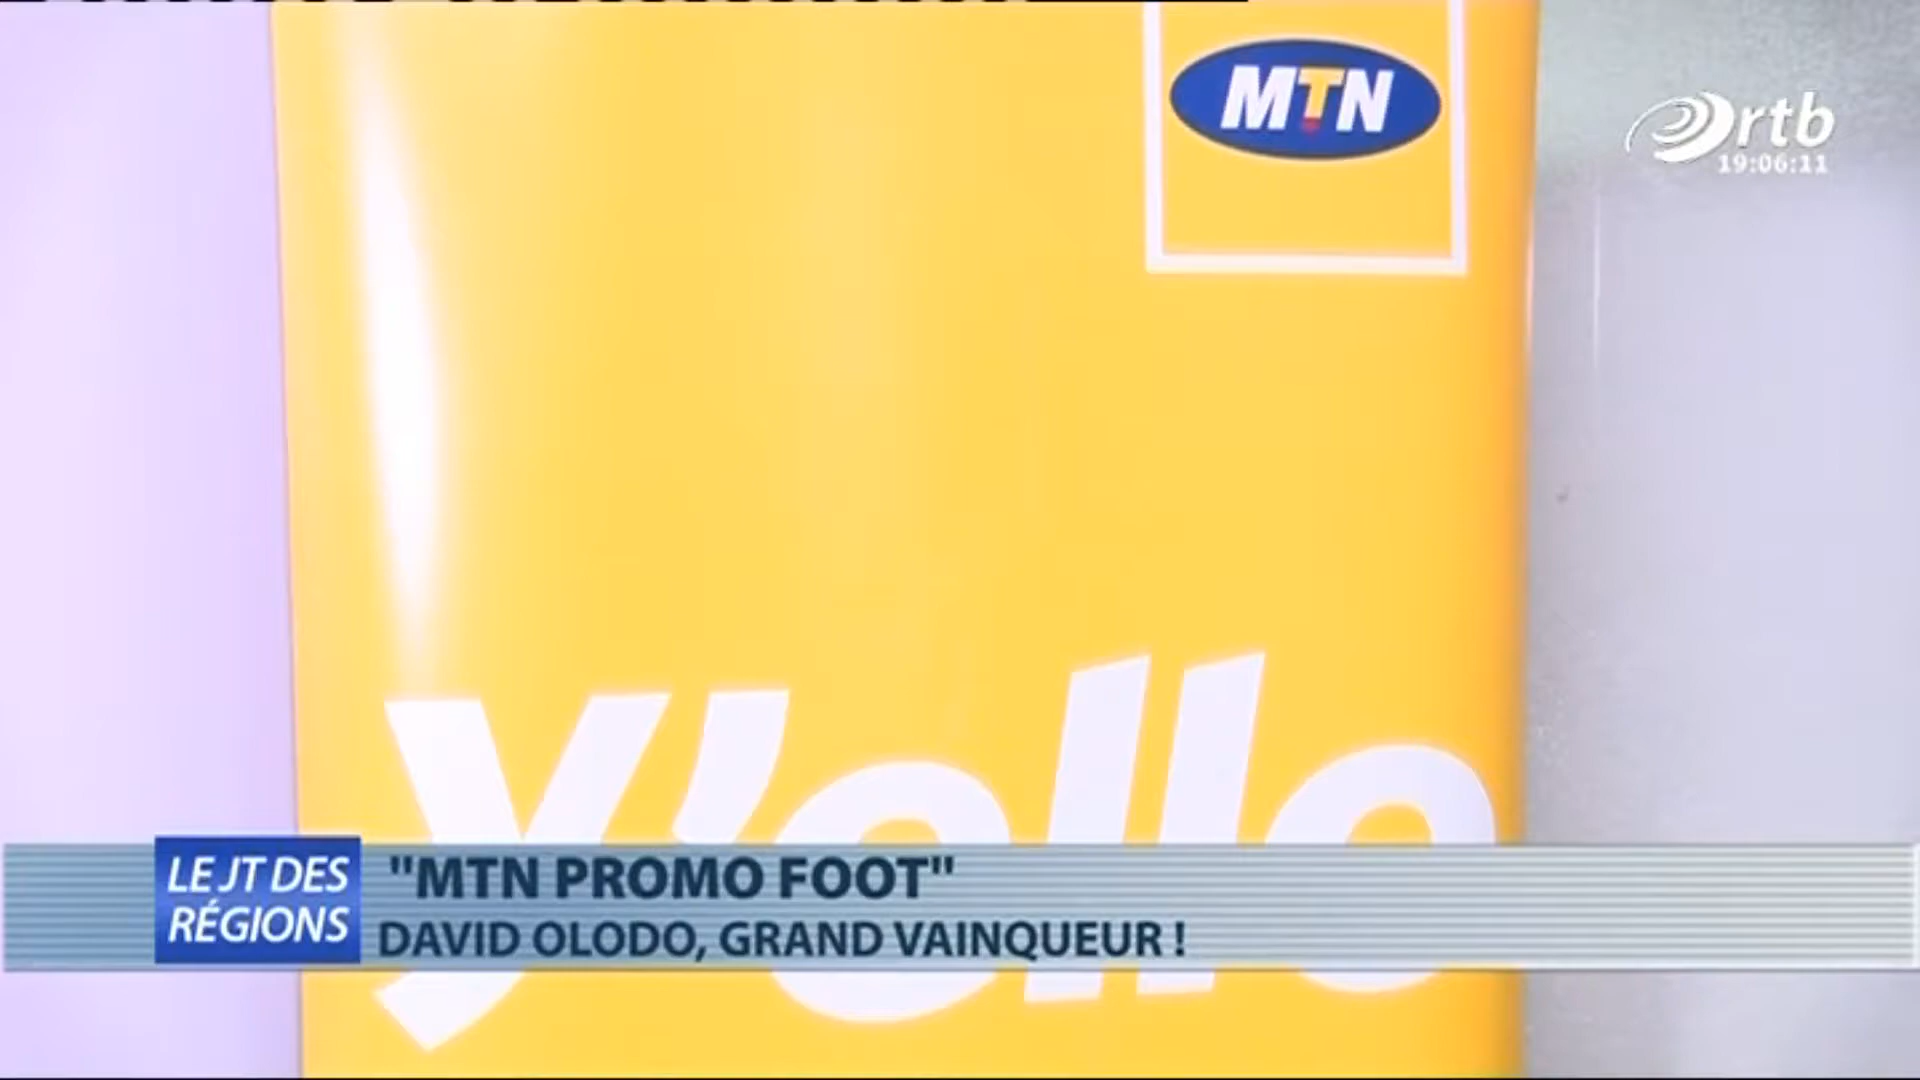 MTN
rtb
19:06:11
y'ello
LE JT DES
RÉGIONS
"MTN PROMO FOOT"
DAVID OLODO, GRAND VAINQUEUR !